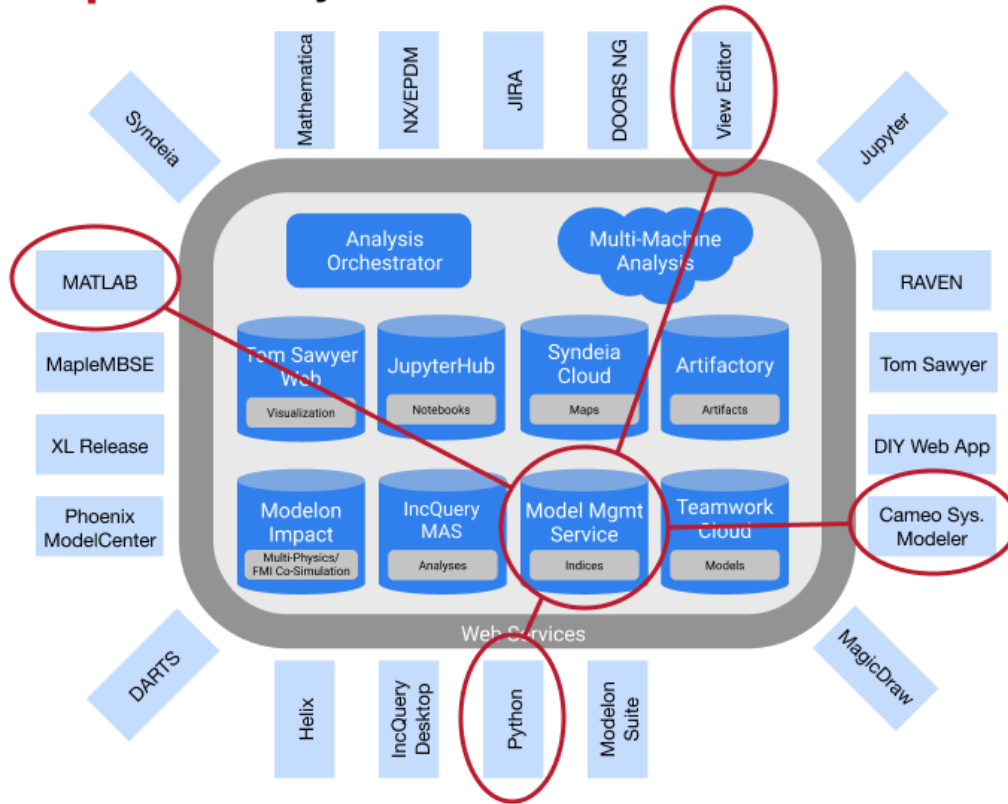 Mathematica
NX/EPDM
JIRA
DOORS NG
View Editor
Syndeia
Jupyter
Analysis
Orchestrator
Multi-Machine
Analysis
MATLAB
RAVEN
MapleMBSE
Tom Sawyer
Web
Visualization
JupyterHub
Notebooks
Syndeia
Cloud
Maps
Artifactory
Artifacts
Tom Sawyer
XL Release
DIY Web App
Phoenix
ModelCenter
Modelon
Impact
Multi-Physics/
FMI Co-Simulation
IncQuery
MAS
Analyses
Model Mgmt
Service
Indices
Teamwork
Cloud
Models
Cameo Sys.
Modeler
Web Services
DARTS
Helix
IncQuery
Desktop
Python
Modelon
Suite
MagicDraw